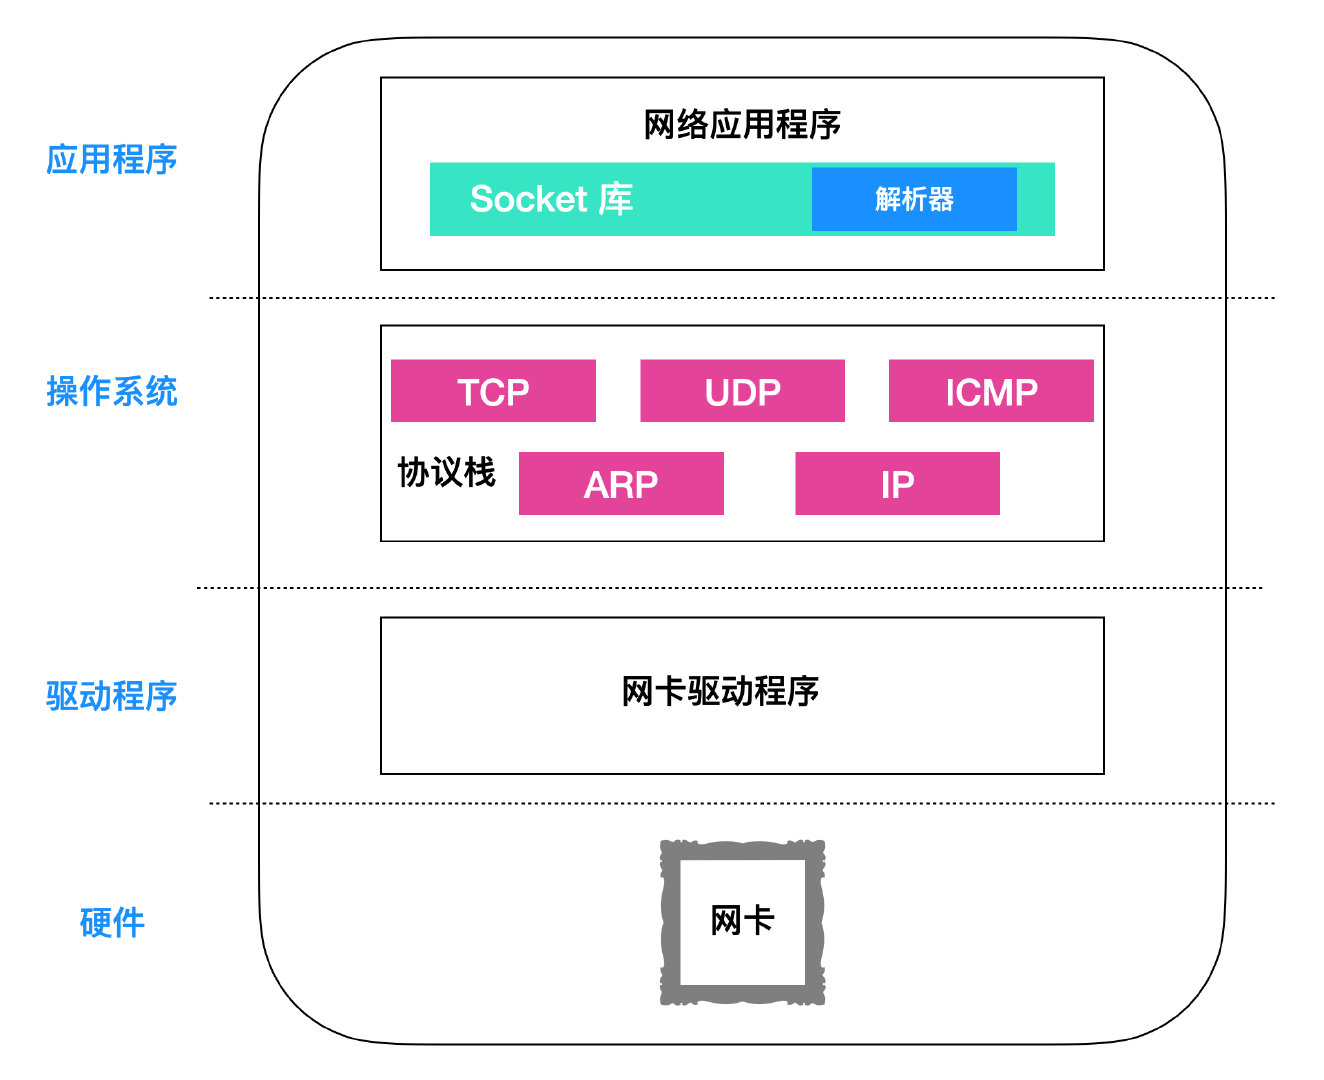 网络应用程序
应用程序
Socket 库
解析器
操作系统
TCP
UDP
ICMP
协议栈
ARP
IP
驱动程序
网卡驱动程序
硬件
网卡